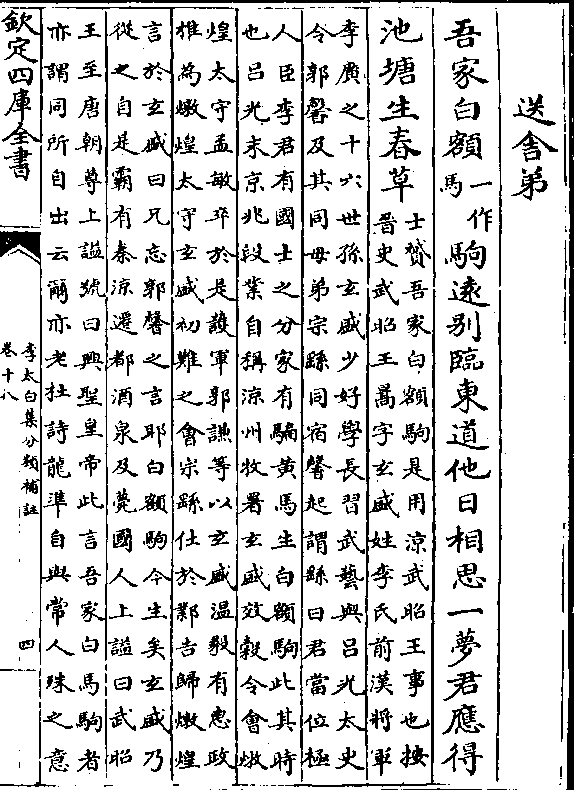 送舍弟
吾家白額一作馬駒遠別臨東道他日相思一夢君應得
池塘生春草
士贇吾家白額駒是用涼武昭王事也按
晉史武昭王暠字玄盛姓李氏前漢將軍
李廣之十六世孫玄盛少好學長習武藝與呂光太史
令郭馨及其同母弟宗繇同宿馨起謂繇曰君當位極
人臣李君有國士之分家有騧黃馬生白額駒此其時
也呂光末京兆段業自稱涼州牧署玄盛效榖令會燉
煌太守孟敏卒於是護軍郭謙等以玄盛溫毅有惠政
推為燉煌太守玄盛初難之會宗繇仕於鄴告歸燉煌
言於玄盛曰兄忘郭馨之言耶白額駒今生矣玄盛乃
從之自是霸有秦涼遷都酒泉及薨國人上謚曰武昭
王至唐朝尊上謚號曰興聖皇帝此言吾家白馬駒者
亦謂同所自出云爾亦老杜詩龍準自與常人殊之意
欽定四庫全書
李太白集分類補註
卷十八
四